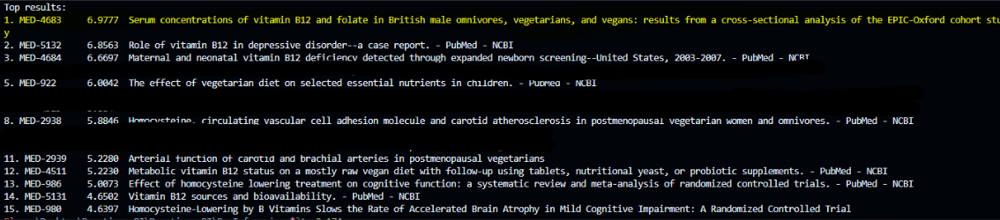 Top results:
1. MED-4683 6.9777 Serum concentrations of vitamin B12 and folate in British male omnivores, vegetarians, and vegans: results from a cross-sectional analysis of the EPIC-Oxford cohort stu
y
2. MED-5132 6.8563 Role of vitamin B12 in depressive disorder--a case report. - PubMed - NCBI
3. MED-4684 6.6697 Maternal and neonatal vitamin B12 deficiency detected through expanded newborn screening--United States, 2003-2007. - PubMed - NCBI
5. MED-922 6.0042 The effect of vegetarian diet on selected essential nutrients in children. - PubMed - NCBI
8. MED-2938 5.8846 Homocysteine, circulating vascular cell adhesion molecule and carotid atherosclerosis in postmenopausal vegetarian women and omnivores. - PubMed - NCBI
11. MED-2939 5.2280 Arterial function of carotid and brachial arteries in postmenopausal vegetarians
12. MED-4511 5.2230 Metabolic vitamin B12 status on a mostly raw vegan diet with follow-up using tablets, nutritional yeast, or probiotic supplements. - PubMed - NCBI
13. MED-986 5.0073 Effect of homocysteine lowering treatment on cognitive function: a systematic review and meta-analysis of randomized controlled trials. - PubMed - NCBI
14. MED-5131 4.6502 Vitamin B12 sources and bioavailability. - PubMed - NCBI
15. MED-980 4.6397 Homocysteine-Lowering by B Vitamins Slows the Rate of Accelerated Brain Atrophy in Mild Cognitive Impairment: A Randomized Controlled Trial